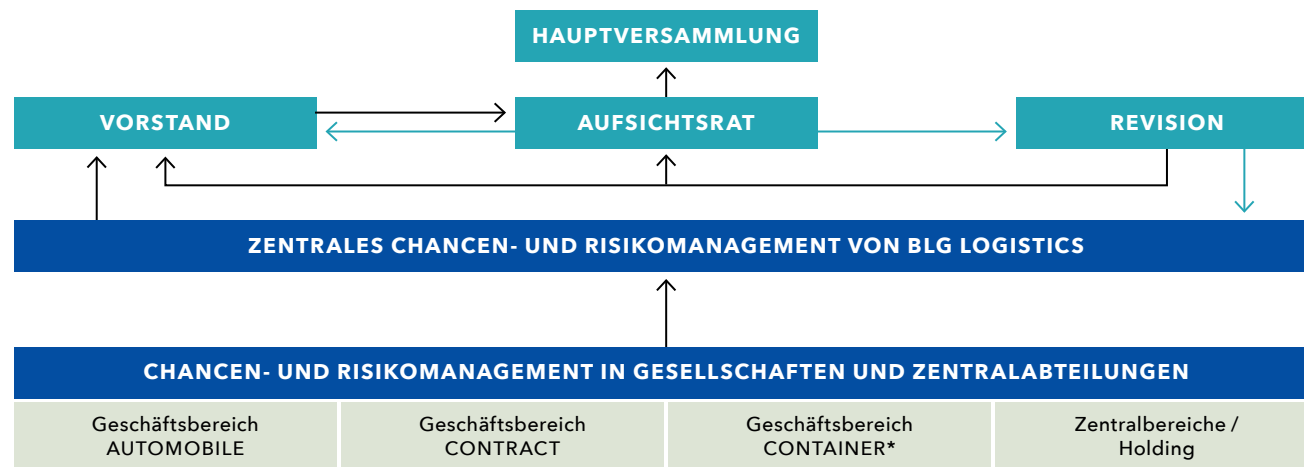 HAUPTVERSAMMLUNG
VORSTAND
AUFSICHTSRAT
REVISION
ZENTRALES CHANCEN- UND RISIKOMANAGEMENT VON BLG LOGISTICS
CHANCEN- UND RISIKOMANAGEMENT IN GESELLSCHAFTEN UND ZENTRALABTEILUNGEN
Geschäftsbereich
AUTOMOBILE
Geschäftsbereich
CONTRACT
Geschäftsbereich
CONTAINER*
Zentralbereiche /
Holding